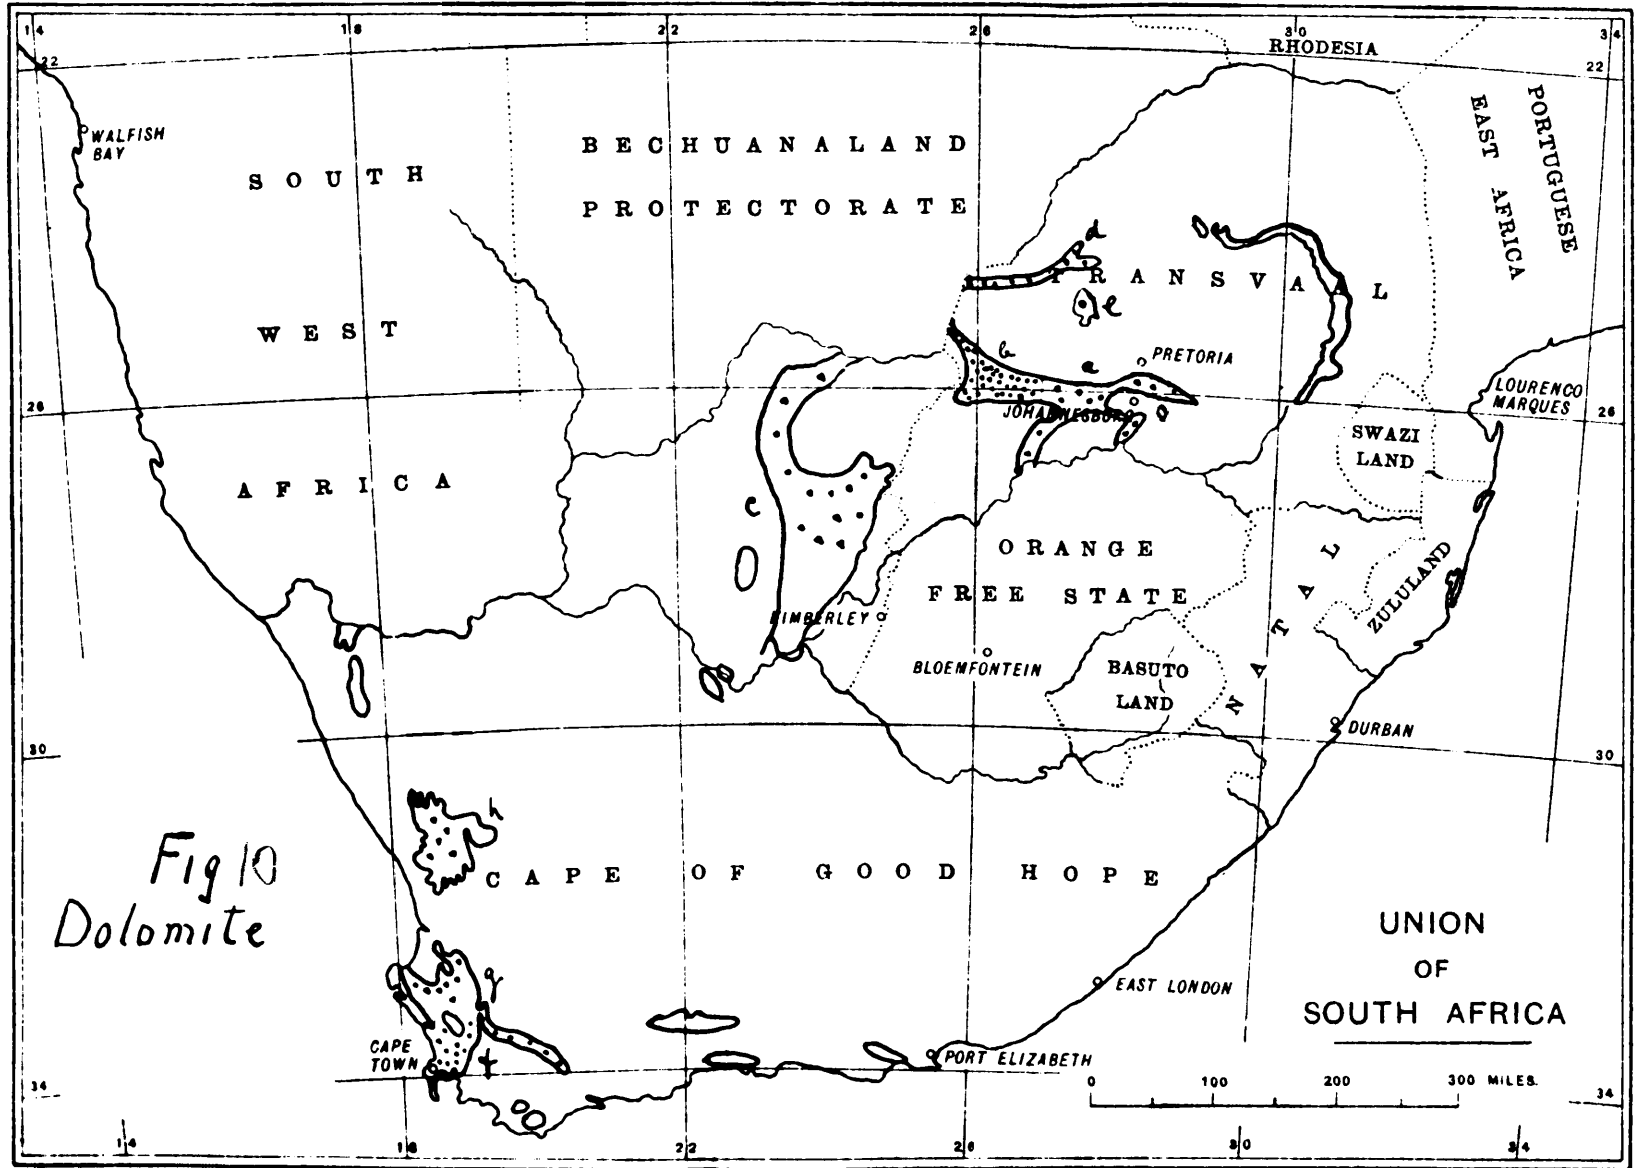 14
18
22
26
30
34
RHODESIA
22
22
WALFISH
BAY
PORTUGUESE
EAST AFRICA
BECHUANALAND
PROTECTORATE
SOUTH
WEST
AFRICA
d
TRANSVAAL
e
b
a
PRETORIA
JOHANNESBURG
LOURENCO
MARQUES
26
26
SWAZI
LAND
c
ORANGE
FREE STATE
NATAL
ZULULAND
KIMBERLEY
BLOEMFONTEIN
BASUTO
LAND
DURBAN
30
30
h
Fig 10
Dolomite
CAPE OF GOOD HOPE
UNION
OF
SOUTH AFRICA
g
EAST LONDON
CAPE
TOWN
f
PORT ELIZABETH
0 100 200 300 MILES.
34
34
14
18
22
26
30
34